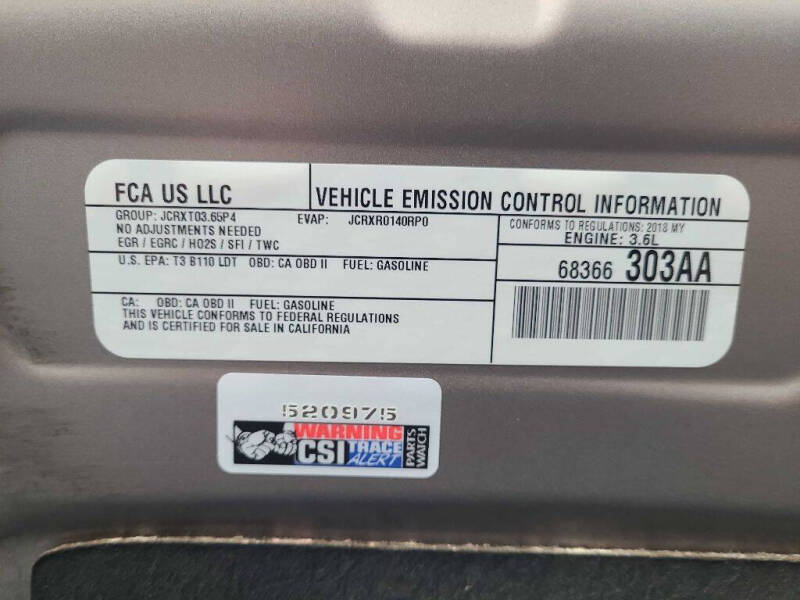 FCA US LLC
VEHICLE EMISSION CONTROL INFORMATION
GROUP: JCRXT03.65P4 EVAP: JCRXR0140RP0
NO ADJUSTMENTS NEEDED
EGR / EGRC / HO2S / SFI / TWC
CONFORMS TO REGULATIONS: 2018 MY
ENGINE: 3.6L
U.S. EPA: T3 B110 LDT OBD: CA OBD II FUEL: GASOLINE
68366 303AA
CA: OBD: CA OBD II FUEL: GASOLINE
THIS VEHICLE CONFORMS TO FEDERAL REGULATIONS
AND IS CERTIFIED FOR SALE IN CALIFORNIA
520975
WARNING
CSI TRACE
ALERT
PARTS
WATCH